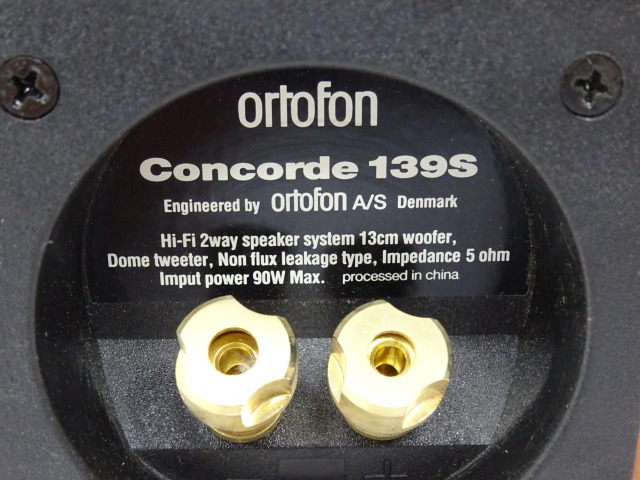 ortofon
Concorde 139S
Engineered by ortofon A/S Denmark
Hi-Fi 2way speaker system 13cm woofer,
Dome tweeter, Non flux leakage type, Impedance 5 ohm
Imput power 90W Max. processed in china